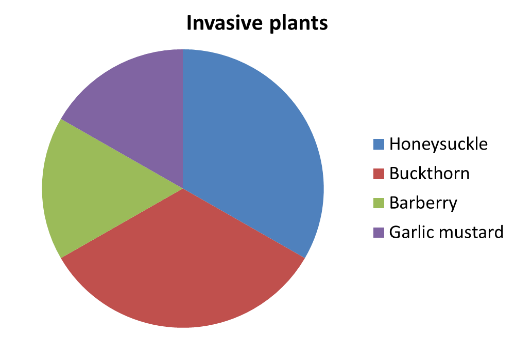 Invasive plants
Honeysuckle
Buckthorn
Barberry
Garlic mustard